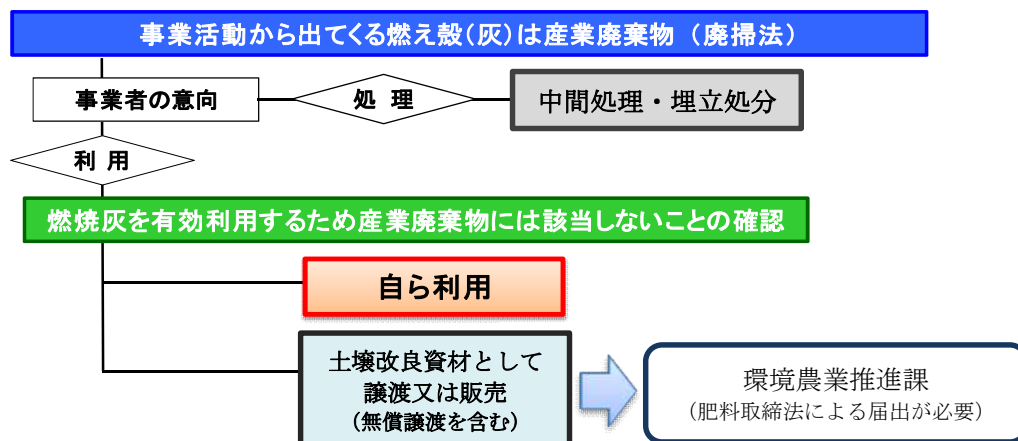 事業活動から出てくる燃え殻(灰)は産業廃棄物 (廃掃法)
事業者の意向
処 理
中間処理・埋立処分
利 用
燃焼灰を有効利用するため産業廃棄物には該当しないことの確認
自ら利用
土壌改良資材として
譲渡又は販売
(無償譲渡を含む)
環境農業推進課
(肥料取締法による届出が必要)